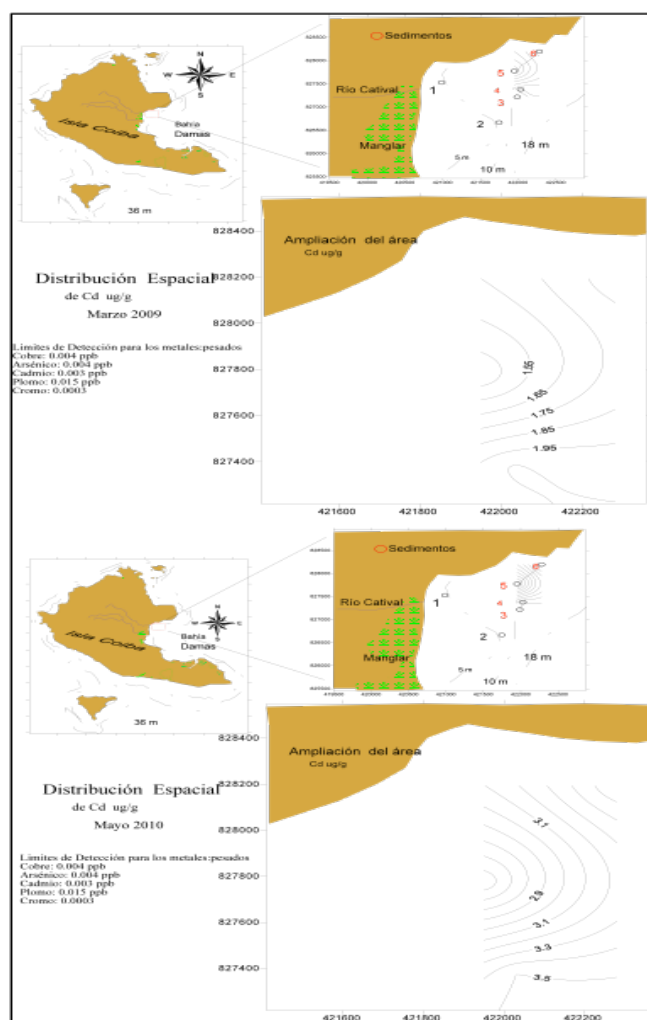 N
W
E
S
Isla Coiba
Bahía
Damas
36 m
Sedimentos
Río Catival
Manglar
1
2
3
4
5
6
5 m
10 m
18 m
Distribución Espacial
de Cd ug/g
Marzo 2009
Limites de Detección para los metales:pesados
Cobre: 0.004 ppb
Arsénico: 0.004 ppb
Cadmio: 0.003 ppb
Plomo: 0.015 ppb
Cromo: 0.0003
Ampliación del área
Cd ug/g
828400
828200
828000
827800
827600
827400
421600
421800
422000
422200
1.55
1.65
1.75
1.85
1.95
N
W
S
Isla Coiba
Bahía
Damas
36 m
Sedimentos
Río Catival
Manglar
1
2
3
4
5
6
5 m
10 m
18 m
Distribución Espacial
de Cd ug/g
Mayo 2010
Limites de Detección para los metales:pesados
Cobre: 0.004 ppb
Arsénico: 0.004 ppb
Cadmio: 0.003 ppb
Plomo: 0.015 ppb
Cromo: 0.0003
Ampliación del área
Cd ug/g
828400
828200
828000
827800
827600
827400
421600
421800
422000
422200
3.1
2.9
3.1
3.3
3.5